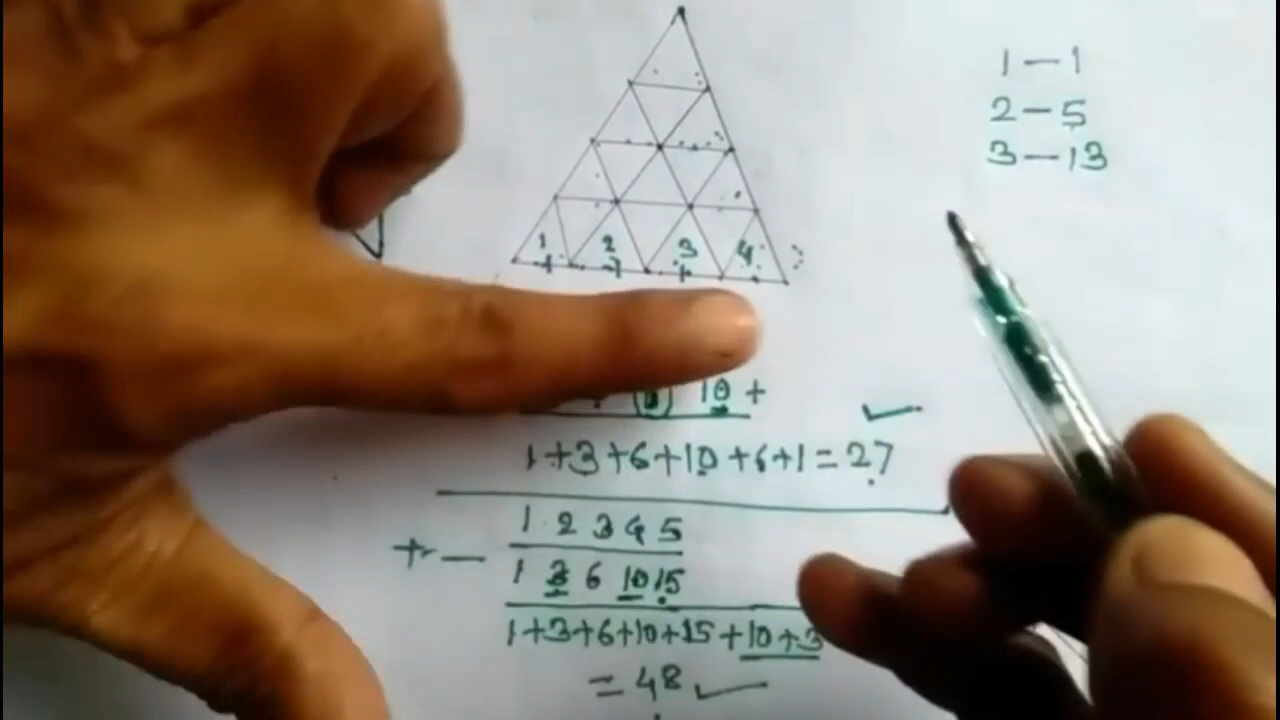 1 - 1
2 - 5
3 - 13
1 2 3 4
10 +
1+3+6+10+6+1=27
1 2 3 4 5
+ - 
1 3 6 10 15
1+3+6+10+15+10+3
= 48